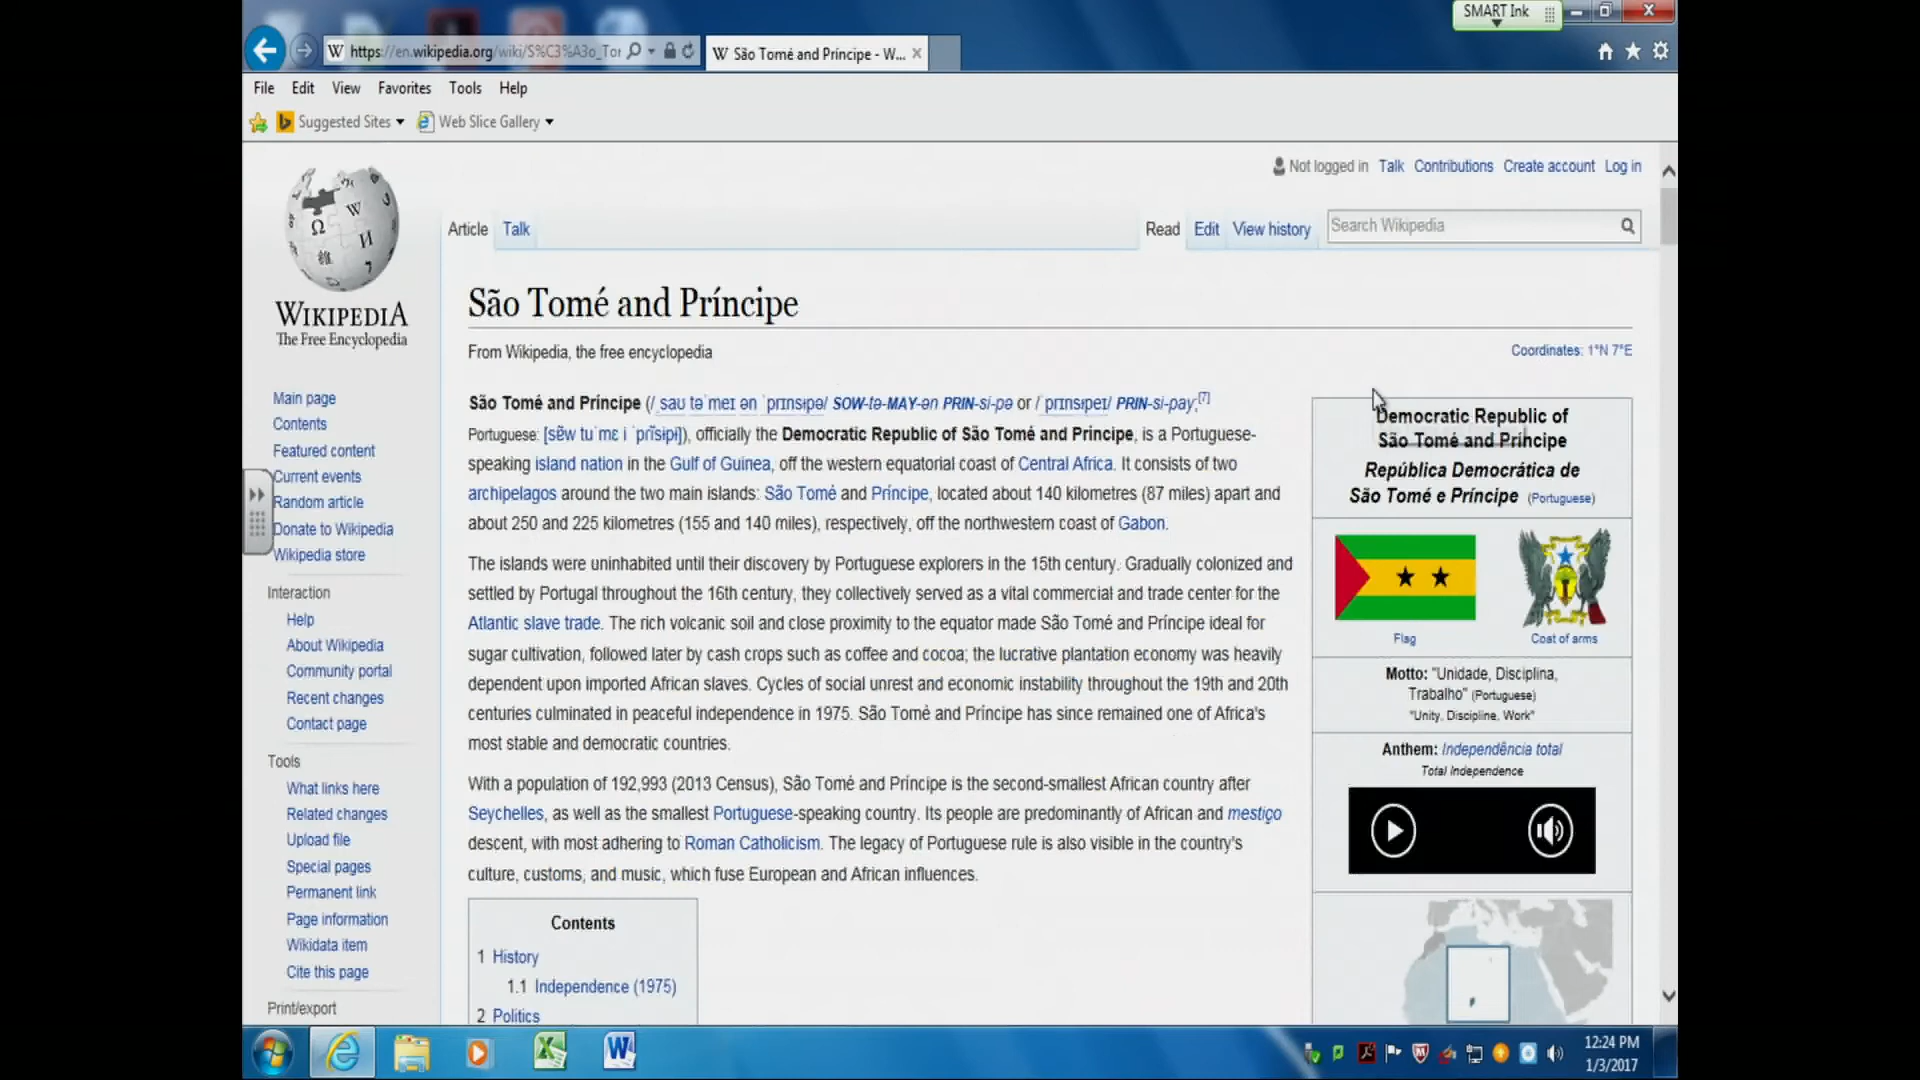 SMART Ink
https://en.wikipedia.org/wiki/S%C3%A3o_Tor
São Tomé and Príncipe - W...
File Edit View Favorites Tools Help
Suggested Sites Web Slice Gallery
Not logged in Talk Contributions Create account Log in
Article Talk Read Edit View history Search Wikipedia
WIKIPEDIA
The Free Encyclopedia
Main page
Contents
Featured content
Current events
Random article
Donate to Wikipedia
Wikipedia store
Interaction
Help
About Wikipedia
Community portal
Recent changes
Contact page
Tools
What links here
Related changes
Upload file
Special pages
Permanent link
Page information
Wikidata item
Cite this page
Print/export
São Tomé and Príncipe
From Wikipedia, the free encyclopedia
Coordinates: 1°N 7°E
São Tomé and Príncipe (/ˌsaʊ təˈmeɪ ən ˈprɪnsɪpə/ SOW-tə-MAY-ən PRIN-si-pə or /ˈprɪnsɪpeɪ/ PRIN-si-pay;[7]
Portuguese: [sɐ̃w tuˈmɛ i ˈpɾĩsɨpɨ]), officially the Democratic Republic of São Tomé and Príncipe, is a Portuguese-
speaking island nation in the Gulf of Guinea, off the western equatorial coast of Central Africa. It consists of two
archipelagos around the two main islands: São Tomé and Príncipe, located about 140 kilometres (87 miles) apart and
about 250 and 225 kilometres (155 and 140 miles), respectively, off the northwestern coast of Gabon.
The islands were uninhabited until their discovery by Portuguese explorers in the 15th century. Gradually colonized and
settled by Portugal throughout the 16th century, they collectively served as a vital commercial and trade center for the
Atlantic slave trade. The rich volcanic soil and close proximity to the equator made São Tomé and Príncipe ideal for
sugar cultivation, followed later by cash crops such as coffee and cocoa; the lucrative plantation economy was heavily
dependent upon imported African slaves. Cycles of social unrest and economic instability throughout the 19th and 20th
centuries culminated in peaceful independence in 1975. São Tomé and Príncipe has since remained one of Africa's
most stable and democratic countries.
With a population of 192,993 (2013 Census), São Tomé and Príncipe is the second-smallest African country after
Seychelles, as well as the smallest Portuguese-speaking country. Its people are predominantly of African and mestiço
descent, with most adhering to Roman Catholicism. The legacy of Portuguese rule is also visible in the country's
culture, customs, and music, which fuse European and African influences.
Contents
1 History
1.1 Independence (1975)
2 Politics
Democratic Republic of
São Tomé and Príncipe
República Democrática de
São Tomé e Príncipe (Portuguese)
Flag Coat of arms
Motto: "Unidade, Disciplina,
Trabalho" (Portuguese)
"Unity, Discipline, Work"
Anthem: Independência total
Total Independence
12:24 PM
1/3/2017